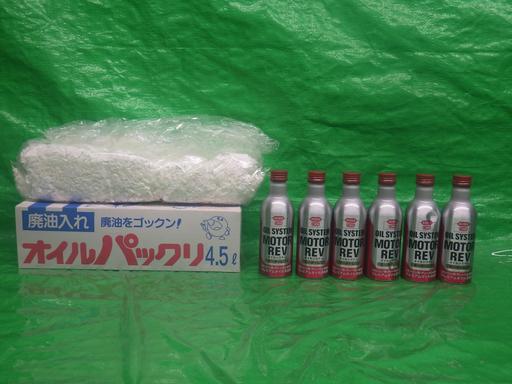 廃油入れ 廃油をゴックン!
オイルパックリ 4.5ℓ
OIL SYSTEM
MOTOR
REV
OIL SYSTEM
MOTOR
REV
OIL SYSTEM
MOTOR
REV
OIL SYSTEM
MOTOR
REV
OIL SYSTEM
MOTOR
REV
OIL SYSTEM
MOTOR
REV